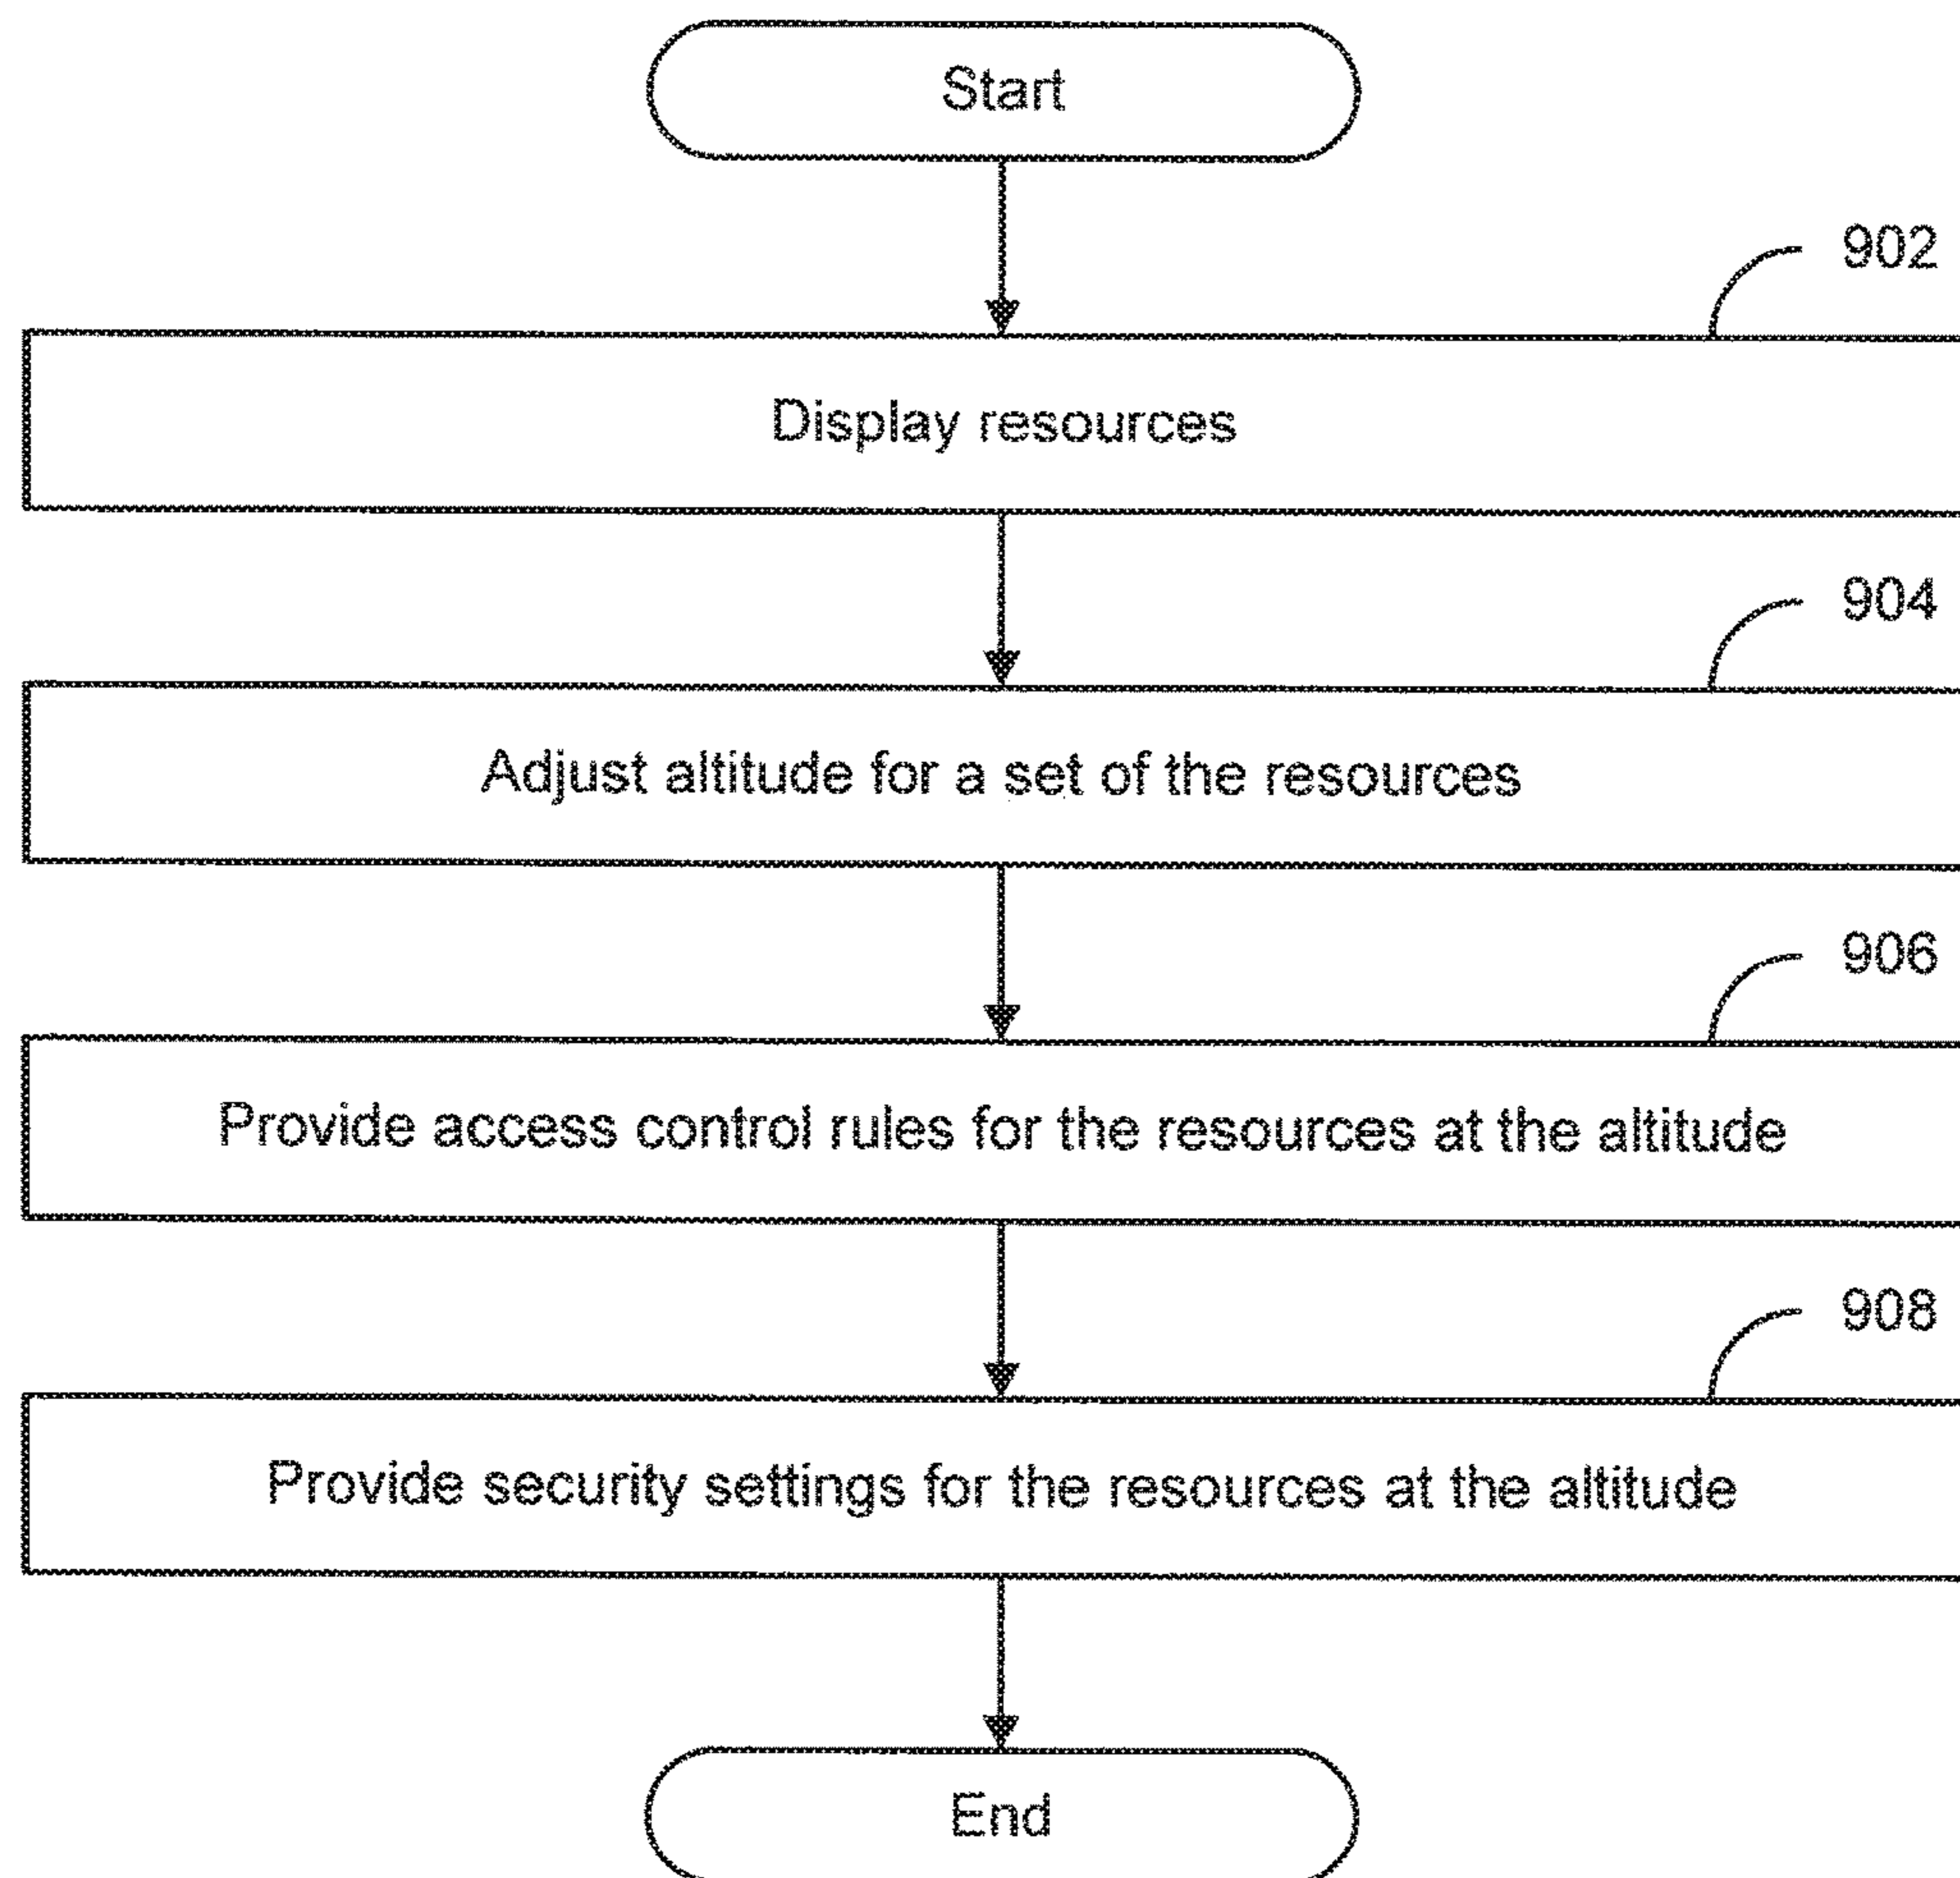 Start
902
Display resources
904
Adjust altitude for a set of the resources
906
Provide access control rules for the resources at the altitude
908
Provide security settings for the resources at the altitude
End